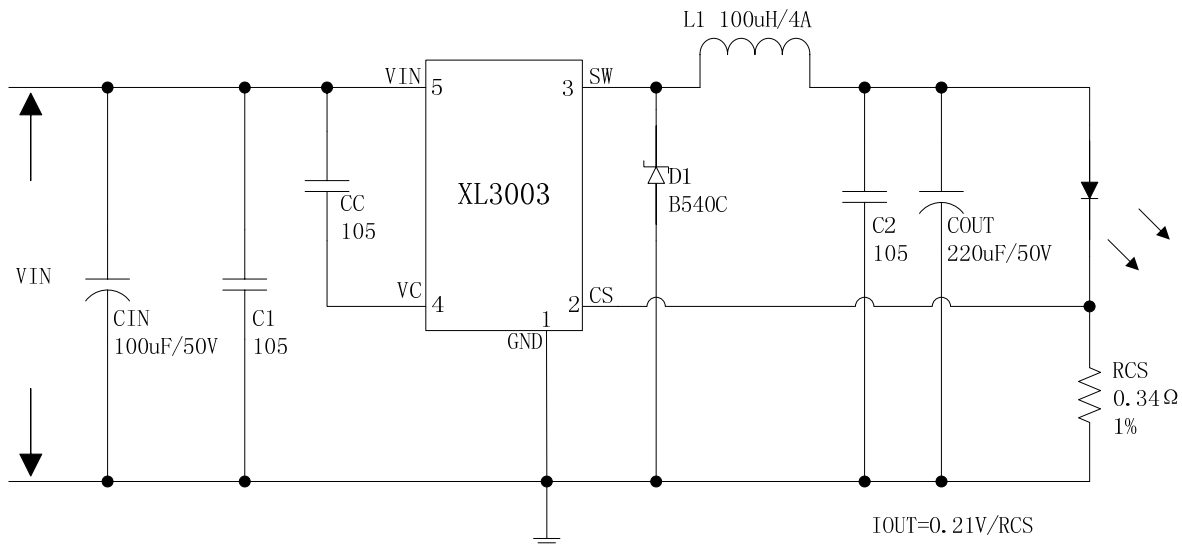 L1 100uH/4A
VIN
5
3
SW
XL3003
D1
B540C
CC
105
C2
105
COUT
220uF/50V
VIN
VC
4
2
CS
1
GND
CIN
100uF/50V
C1
105
RCS
0.34Ω
1%
IOUT=0.21V/RCS